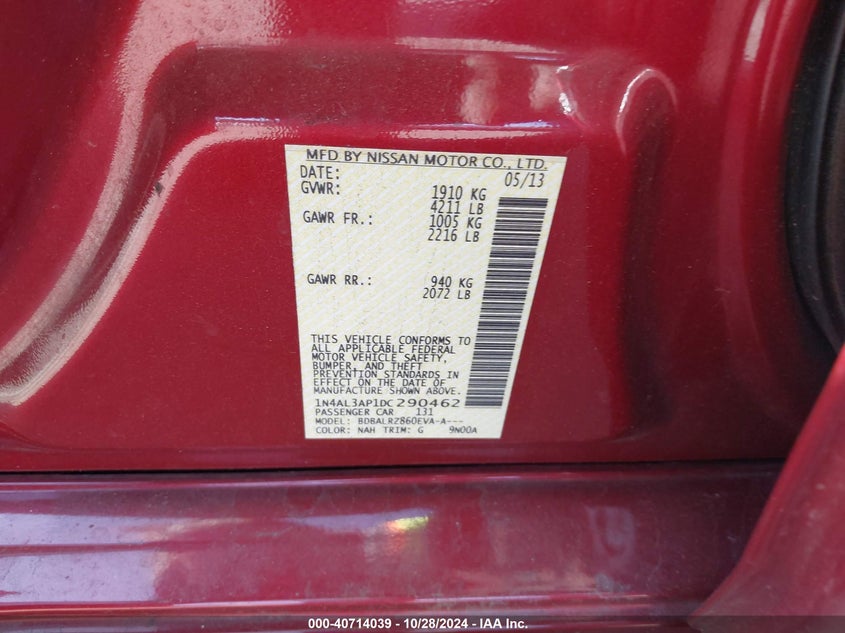 MFD BY NISSAN MOTOR CO., LTD.
DATE: 05/13
GVWR: 1910 KG
4211 LB
GAWR FR.: 1005 KG
2216 LB
GAWR RR.: 940 KG
2072 LB
THIS VEHICLE CONFORMS TO
ALL APPLICABLE FEDERAL
MOTOR VEHICLE SAFETY,
BUMPER, AND THEFT
PREVENTION STANDARDS IN
EFFECT ON THE DATE OF
MANUFACTURE SHOWN ABOVE.
1N4AL3AP1DC290462
PASSENGER CAR 131
MODEL: BDBALRZ860EVA-A---
COLOR: NAH TRIM: G 9N00A
000-40714039 | 10/28/2024 - IAA Inc.